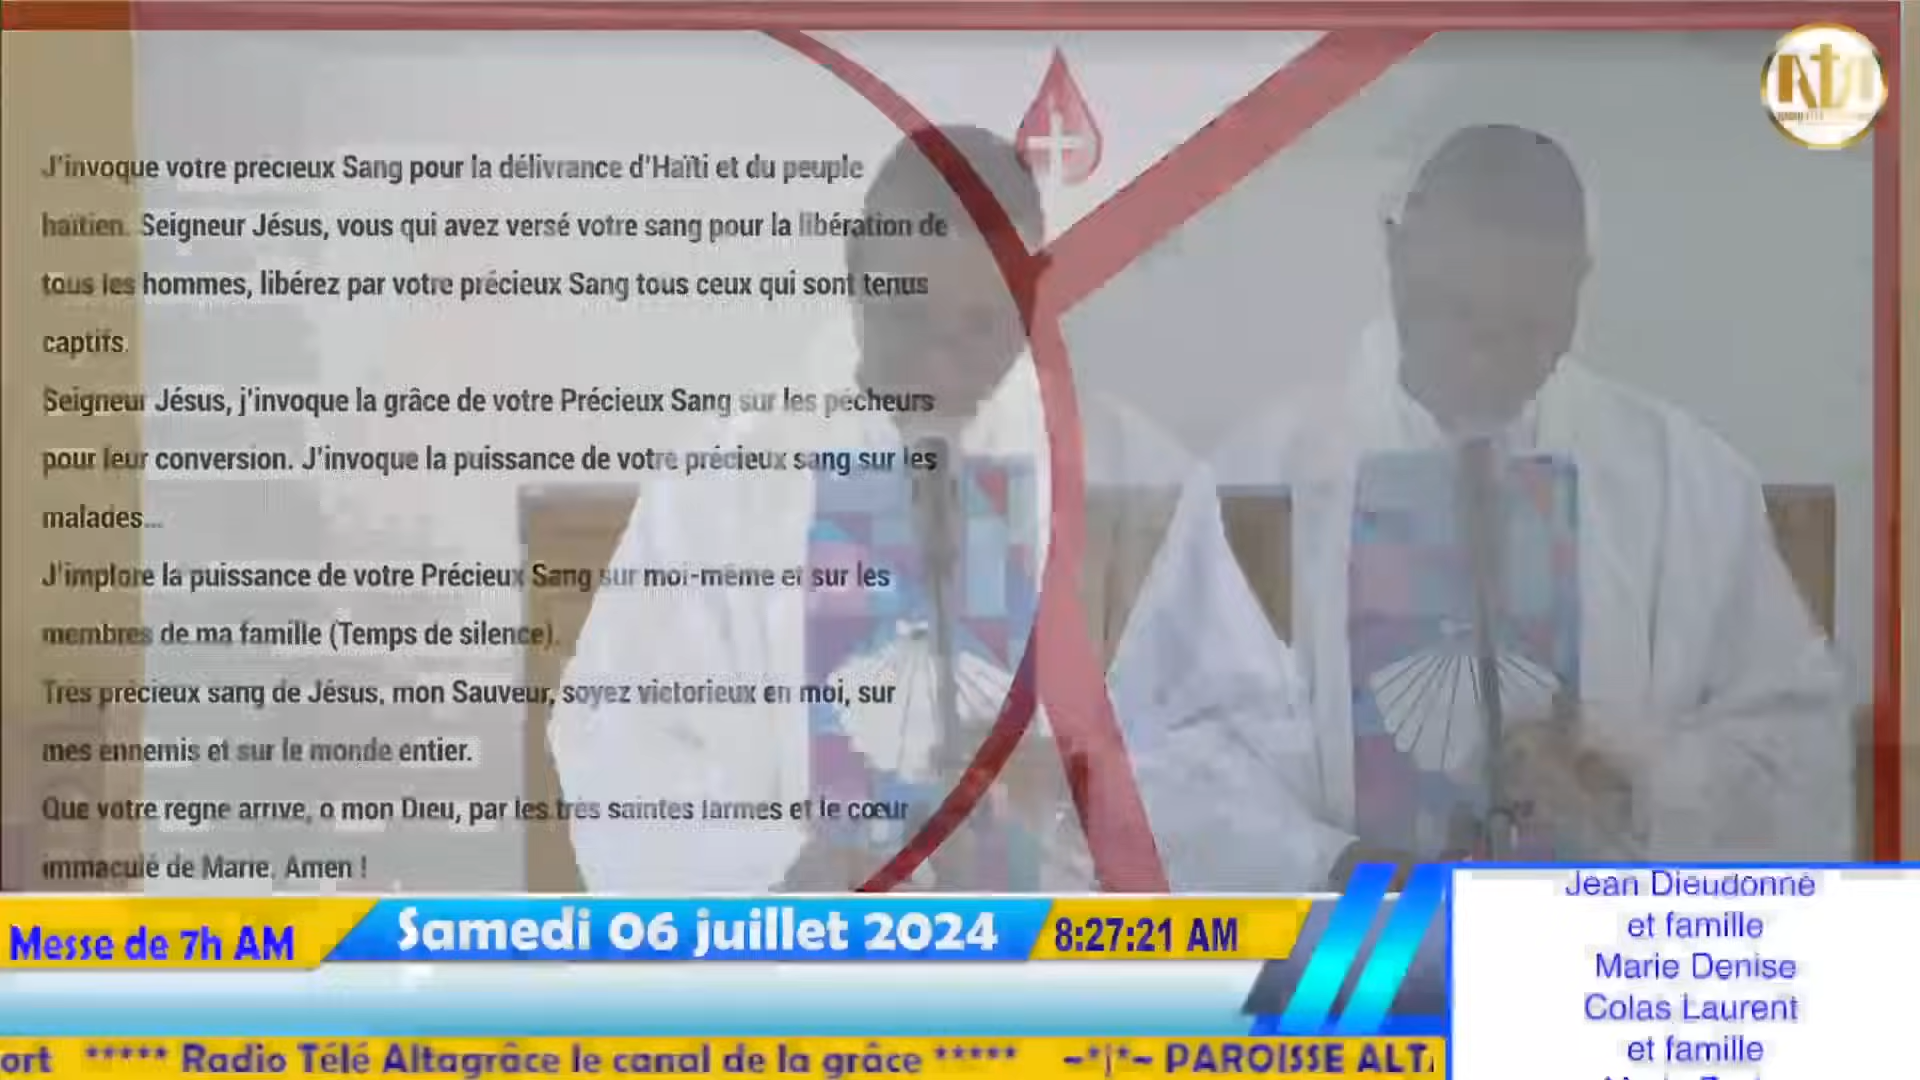 J'invoque votre précieux Sang pour la délivrance d'Haïti et du peuple
haïtien. Seigneur Jésus, vous qui avez versé votre sang pour la libération de
tous les hommes, libérez par votre précieux Sang tous ceux qui sont tenus
captifs.
Seigneur Jésus, j'invoque la grâce de votre Précieux Sang sur les pécheurs
pour leur conversion. J'invoque la puissance de votre précieux sang sur les
malades...
J'implore la puissance de votre Précieux Sang sur moi-même et sur les
membres de ma famille (Temps de silence).
Très précieux sang de Jésus, mon Sauveur, soyez victorieux en moi, sur
mes ennemis et sur le monde entier.
Que votre règne arrive, o mon Dieu, par les très saintes larmes et le cœur
immaculé de Marie. Amen !
Messe de 7h AM
Samedi 06 juillet 2024
8:27:21 AM
Jean Dieudonné
et famille
Marie Denise
Colas Laurent
et famille
ort ***** Radio Télé Altagrâce le canal de la grâce ***** ~*|*~ PAROISSE ALTA